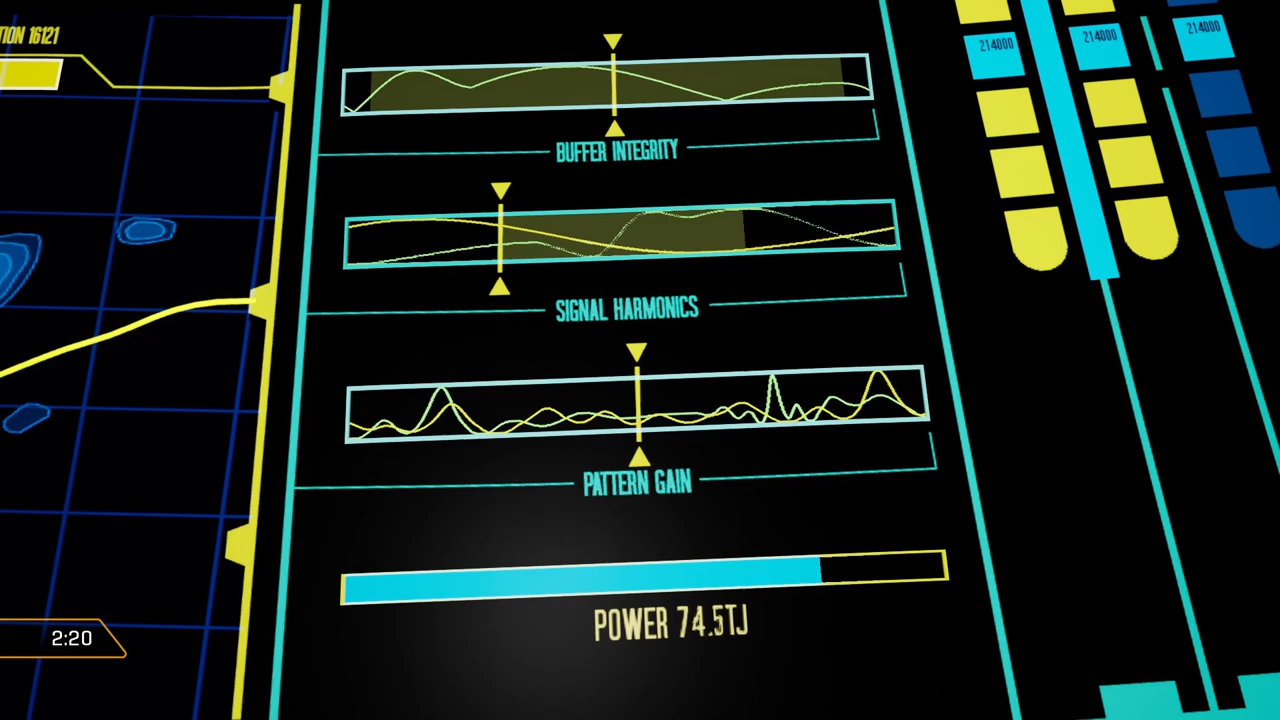 TION 16121
214000
214000
214000
BUFFER INTEGRITY
SIGNAL HARMONICS
PATTERN GAIN
POWER 74.5TJ
2:20